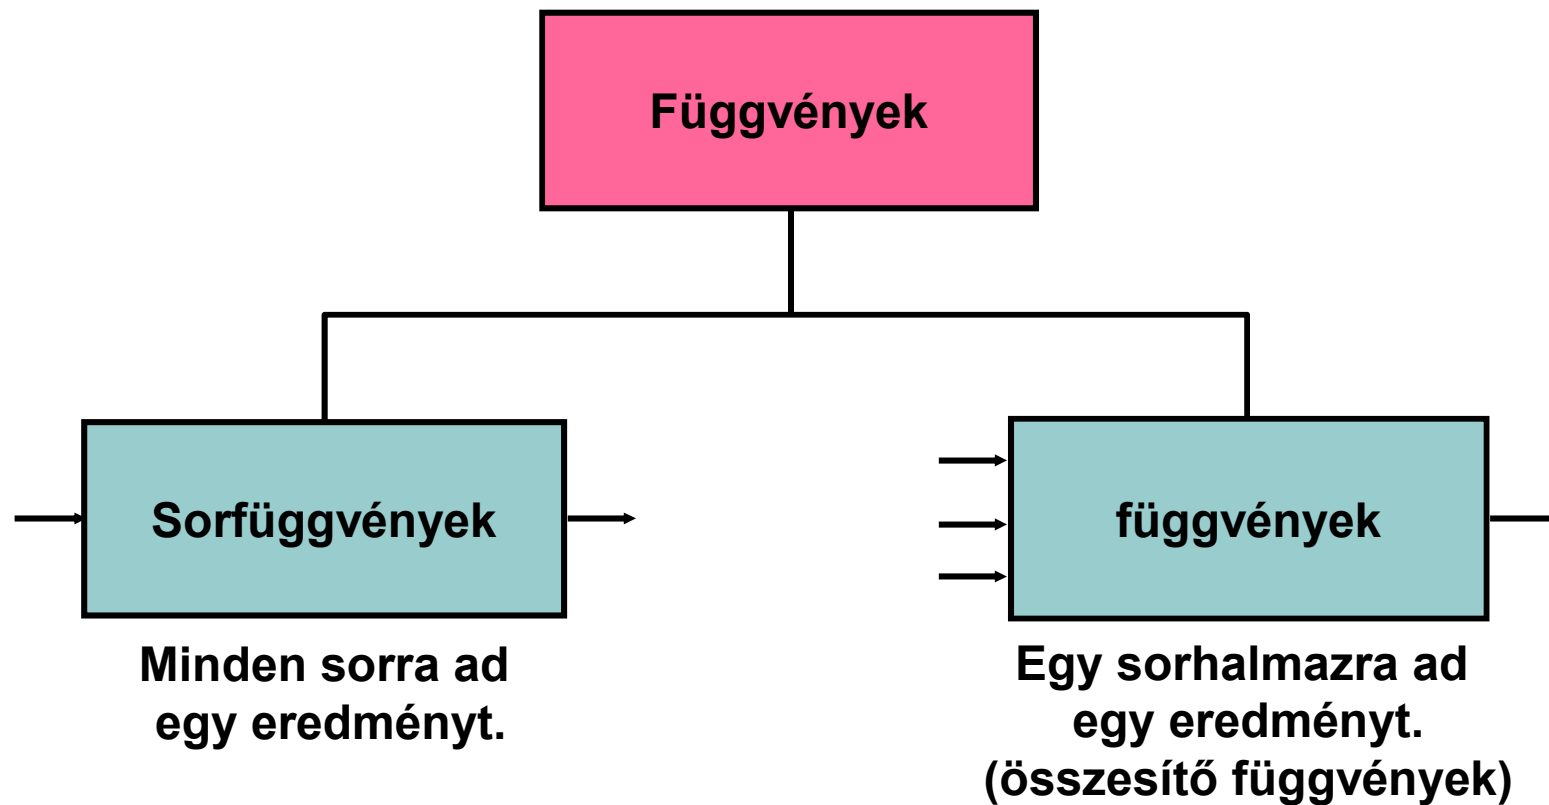 Függvények
Sorfüggvények
függvények
Minden sorra ad
egy eredményt.
Egy sorhalmazra ad
egy eredményt.
(összesítő függvények)